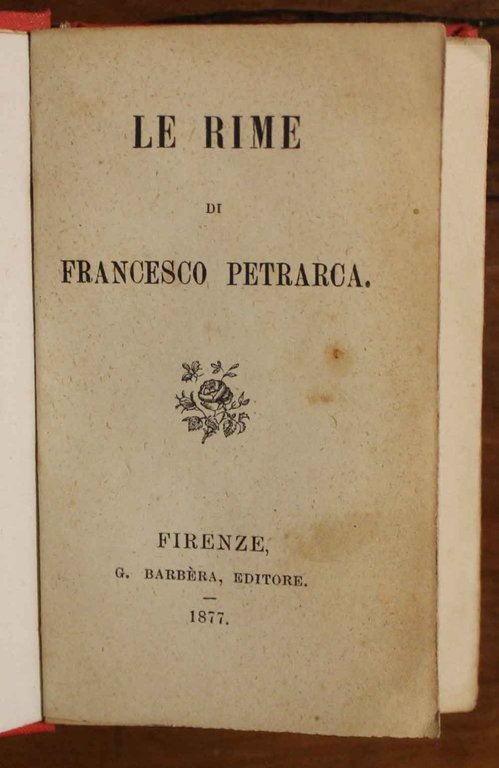 LE RIME
DI
FRANCESCO PETRARCA.
FIRENZE,
G. BARBÈRA, EDITORE.
—
1877.